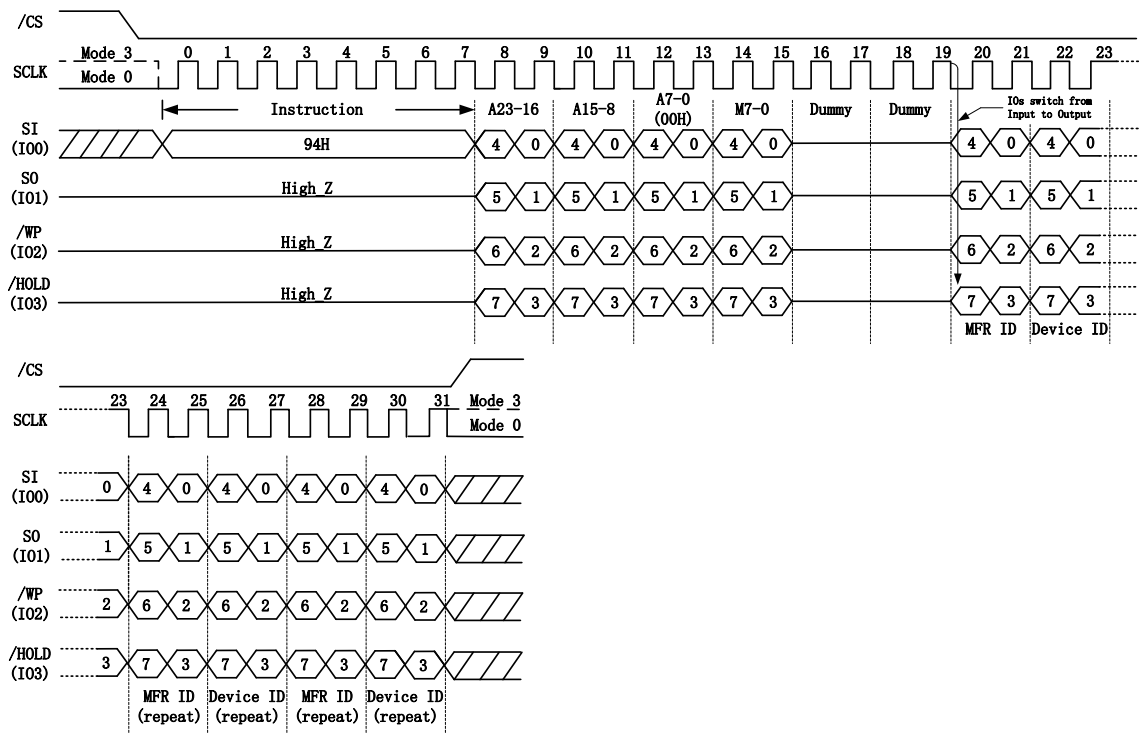 /CS
Mode 3
0 1 2 3 4 5 6 7 8 9 10 11 12 13 14 15 16 17 18 19 20 21 22 23
SCLK
Mode 0
Instruction
A23-16
A15-8
A7-0
(00H)
M7-0
Dummy
Dummy
IOs switch from
Input to Output
SI
(IO0)
94H
4 0 4 0 4 0 4 0 4 0 4 0
SO
(IO1)
High_Z
5 1 5 1 5 1 5 1 5 1 5 1
/WP
(IO2)
High_Z
6 2 6 2 6 2 6 2 6 2 6 2
/HOLD
(IO3)
High_Z
7 3 7 3 7 3 7 3 7 3 7 3
MFR ID Device ID
/CS
23 24 25 26 27 28 29 30 31 Mode 3
SCLK
Mode 0
SI
(IO0)
0 4 0 4 0 4 0 4 0
SO
(IO1)
1 5 1 5 1 5 1 5 1
/WP
(IO2)
2 6 2 6 2 6 2 6 2
/HOLD
(IO3)
3 7 3 7 3 7 3 7 3
MFR ID Device ID MFR ID Device ID
(repeat) (repeat) (repeat) (repeat)